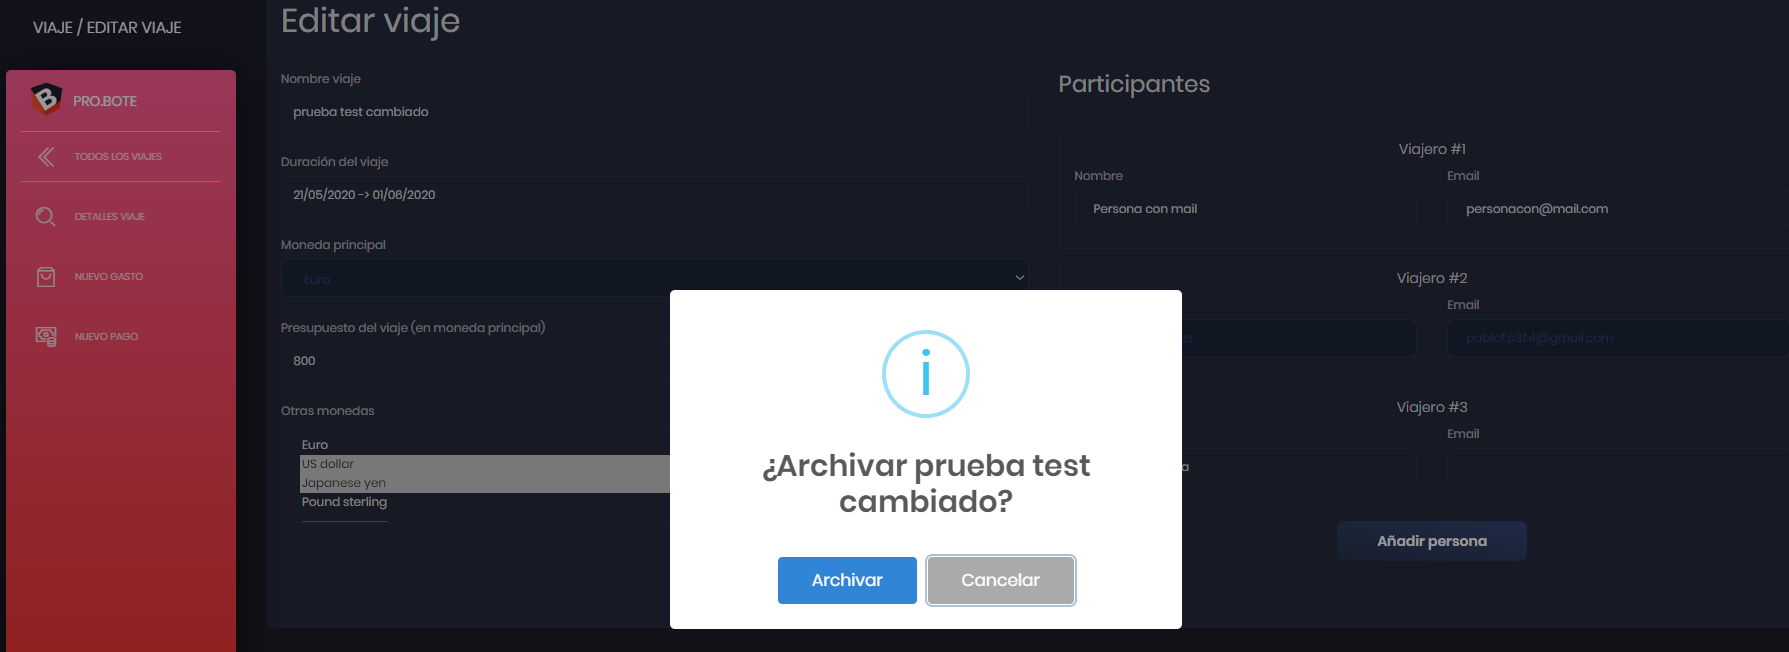 VIAJE / EDITAR VIAJE
PRO.BOTE
TODOS LOS VIAJES
DETALLES VIAJE
NUEVO GASTO
NUEVO PAGO
Editar viaje
Nombre viaje
prueba test cambiado
Duración del viaje
21/05/2020 -> 01/06/2020
Moneda principal
Euro
Presupuesto del viaje (en moneda principal)
800
Otras monedas
Euro
US dollar
Japanese yen
Pound sterling
Participantes
Viajero #1
Nombre Email
Persona con mail personacon@mail.com
Viajero #2
Email
ez pablof.a3f.4@gmail.com
Viajero #3
Email
a
Añadir persona
¿Archivar prueba test
cambiado?
Archivar Cancelar